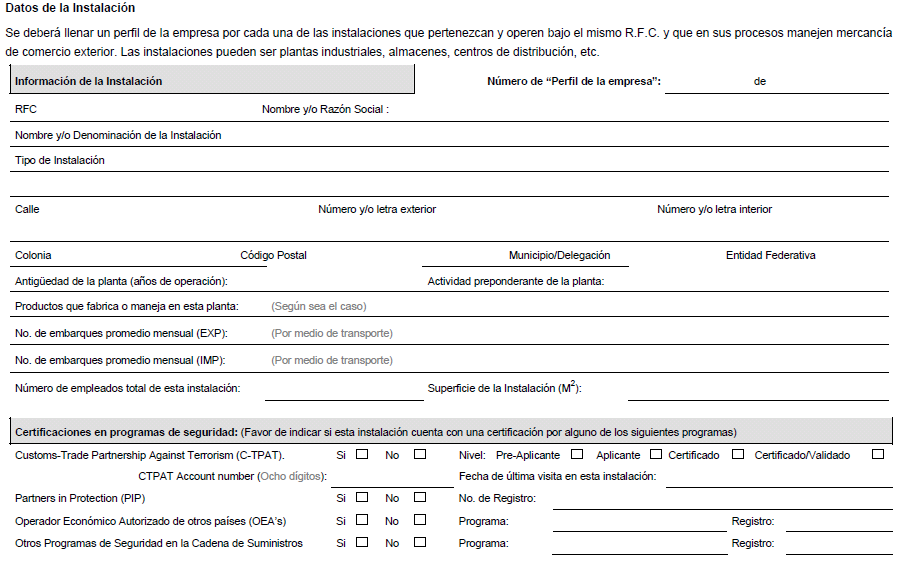 Datos de la Instalación
Se deberá llenar un perfil de la empresa por cada una de las instalaciones que pertenezcan y operen bajo el mismo R.F.C. y que en sus procesos manejen mercancía
de comercio exterior. Las instalaciones pueden ser plantas industriales, almacenes, centros de distribución, etc.
Información de la Instalación Número de “Perfil de la empresa”: de
RFC Nombre y/o Razón Social :
Nombre y/o Denominación de la Instalación
Tipo de Instalación
Calle Número y/o letra exterior Número y/o letra interior
Colonia Código Postal Municipio/Delegación Entidad Federativa
Antigüedad de la planta (años de operación): Actividad preponderante de la planta:
Productos que fabrica o maneja en esta planta: (Según sea el caso)
No. de embarques promedio mensual (EXP): (Por medio de transporte)
No. de embarques promedio mensual (IMP): (Por medio de transporte)
Número de empleados total de esta instalación: Superficie de la Instalación (M²):
Certificaciones en programas de seguridad: (Favor de indicar si esta instalación cuenta con una certificación por alguno de los siguientes programas)
Customs-Trade Partnership Against Terrorism (C-TPAT). Si No Nivel: Pre-Aplicante Aplicante Certificado Certificado/Validado
CTPAT Account number (Ocho dígitos): Fecha de última visita en esta instalación:
Partners in Protection (PIP) Si No No. de Registro:
Operador Económico Autorizado de otros países (OEA's) Si No Programa: Registro:
Otros Programas de Seguridad en la Cadena de Suministros Si No Programa: Registro: